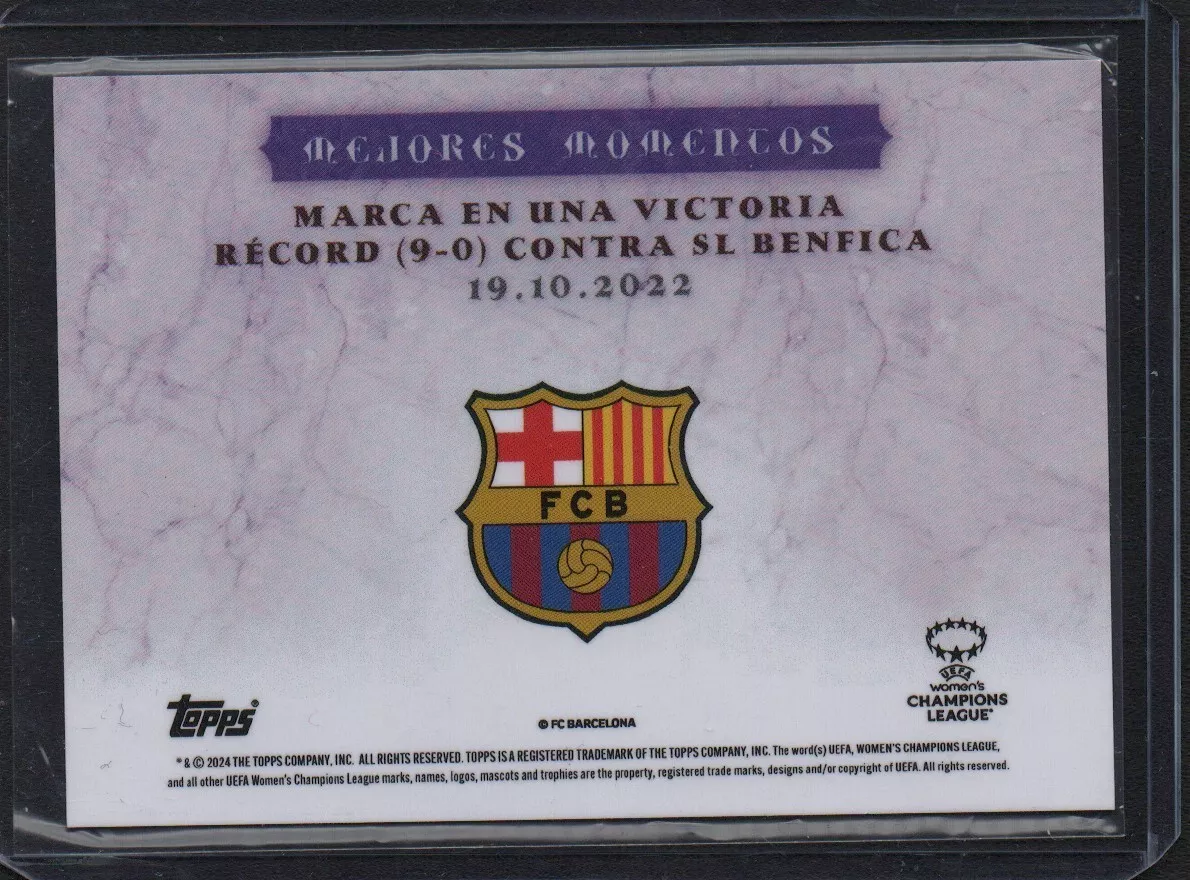 MEJORES MOMENTOS
MARCA EN UNA VICTORIA
RÉCORD (9-0) CONTRA SL BENFICA
19.10.2022
FCB
UEFA
women's
CHAMPIONS
LEAGUE®
topps®
© FC BARCELONA
® & © 2024 THE TOPPS COMPANY, INC. ALL RIGHTS RESERVED. TOPPS IS A REGISTERED TRADEMARK OF THE TOPPS COMPANY, INC. The word(s) UEFA, WOMEN'S CHAMPIONS LEAGUE,
and all other UEFA Women's Champions League marks, names, logos, mascots and trophies are the property, registered trade marks, designs and/or copyright of UEFA. All rights reserved.